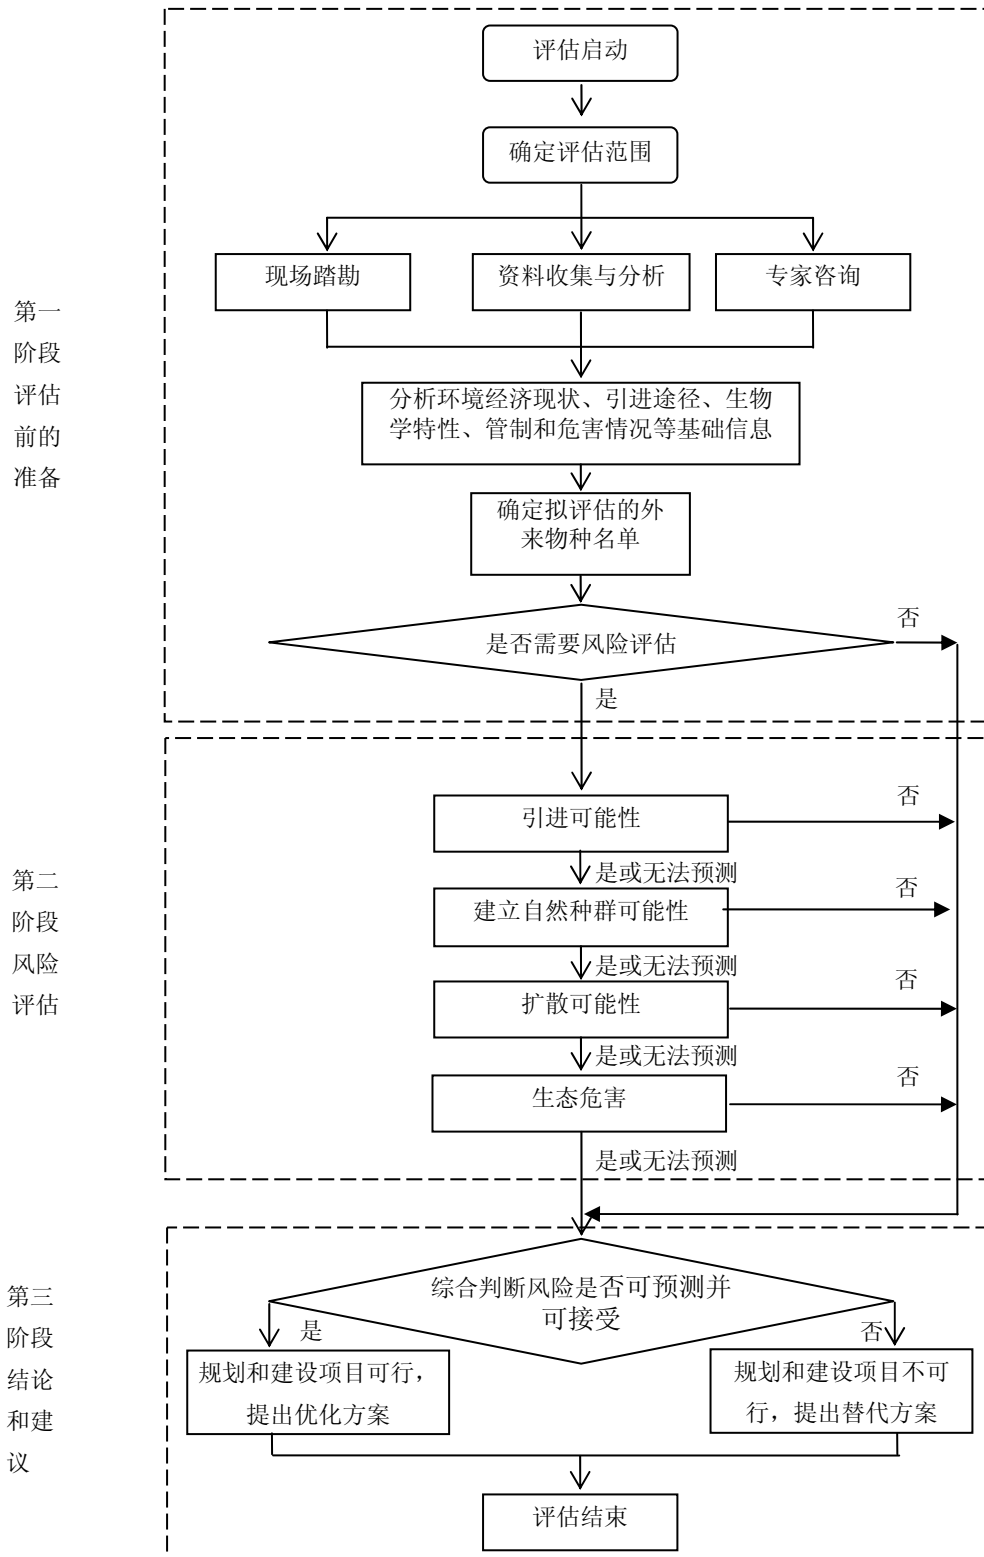 评估启动
确定评估范围
现场踏勘
资料收集与分析
专家咨询
第一
阶段
评估
前的
准备
分析环境经济现状、引进途径、生物
学特性、管制和危害情况等基础信息
确定拟评估的外
来物种名单
否
是否需要风险评估
是
否
引进可能性
是或无法预测
第二
阶段
风险
评估
否
建立自然种群可能性
是或无法预测
否
扩散可能性
是或无法预测
否
生态危害
是或无法预测
第三
阶段
结论
和建
议
综合判断风险是否可预测并
可接受
是
否
规划和建设项目可行，
提出优化方案
规划和建设项目不可
行，提出替代方案
评估结束